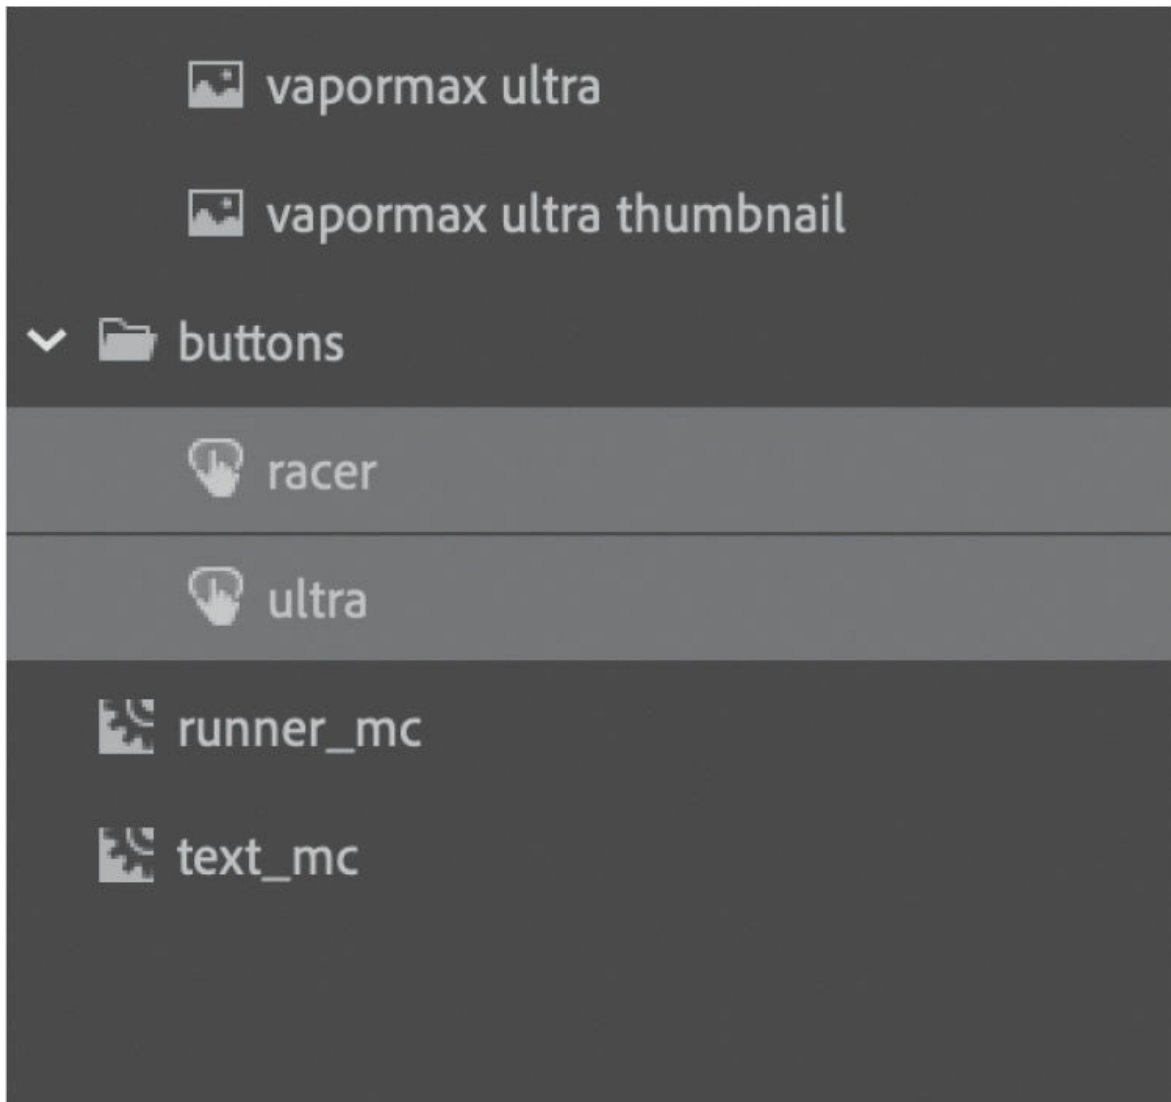 vapormax ultra
vapormax ultra thumbnail
buttons
racer
ultra
runner_mc
text_mc